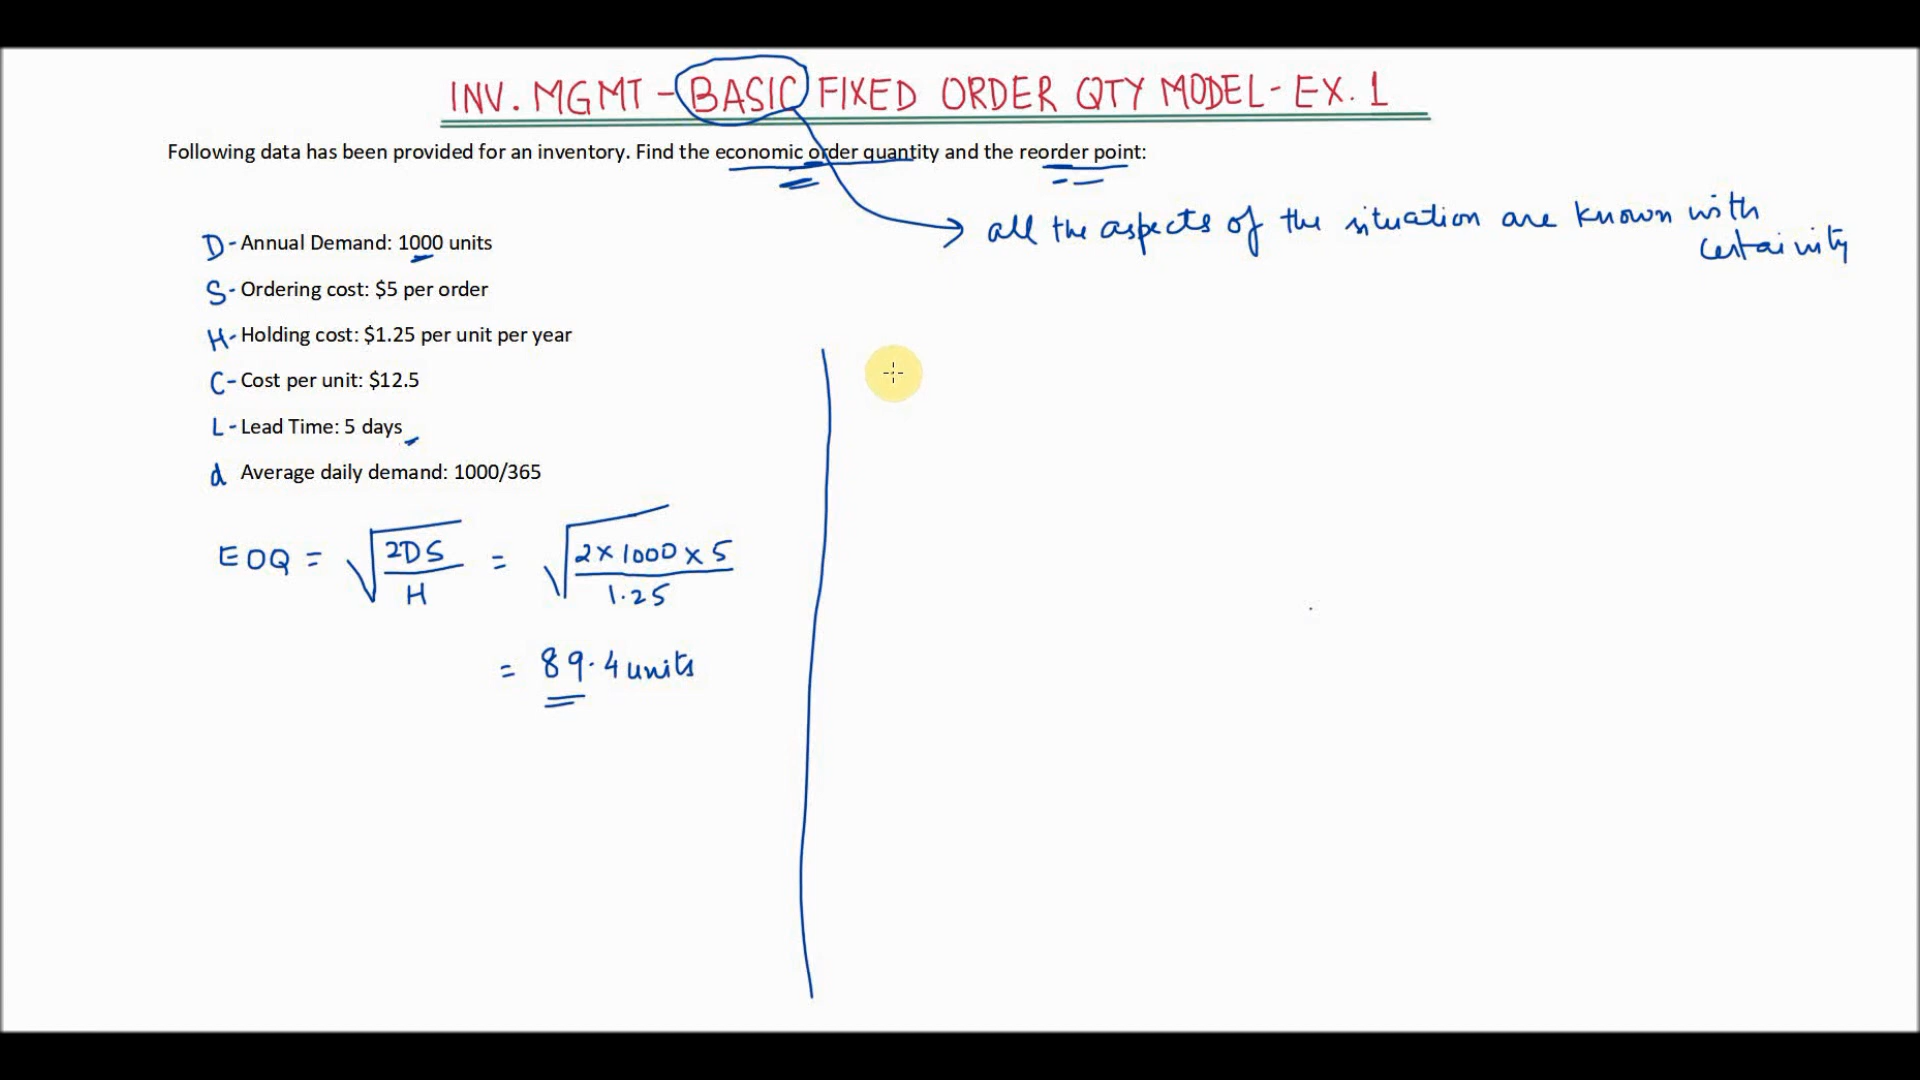 INV. MGMT - BASIC FIXED ORDER QTY MODEL - EX. 1
Following data has been provided for an inventory. Find the economic order quantity and the reorder point:
→ all the aspects of the situation are known with
certainity
D - Annual Demand: 1000 units
S - Ordering cost: $5 per order
H - Holding cost: $1.25 per unit per year
C - Cost per unit: $12.5
L - Lead Time: 5 days
d Average daily demand: 1000/365
EOQ = √(2DS/H) = √(2×1000×5/1.25)
= 89.4 units